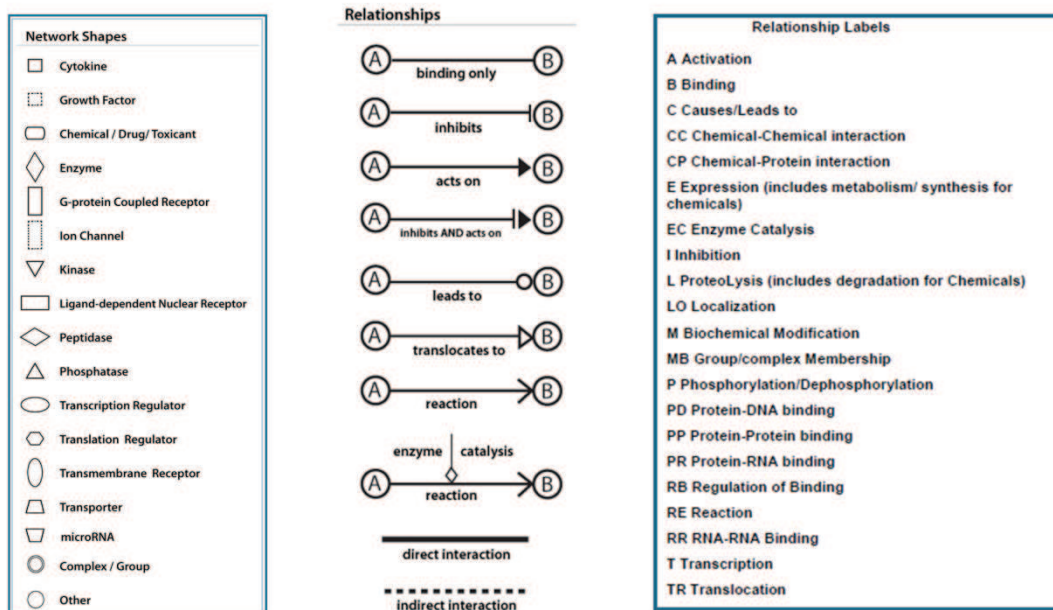 Network Shapes
Cytokine
Growth Factor
Chemical / Drug/ Toxicant
Enzyme
G-protein Coupled Receptor
Ion Channel
Kinase
Ligand-dependent Nuclear Receptor
Peptidase
Phosphatase
Transcription Regulator
Translation Regulator
Transmembrane Receptor
Transporter
microRNA
Complex / Group
Other
Relationships
A B
binding only
A B
inhibits
A B
acts on
A B
inhibits AND acts on
A B
leads to
A B
translocates to
A B
reaction
enzyme catalysis
A B
reaction
direct interaction
indirect interaction
Relationship Labels
A Activation
B Binding
C Causes/Leads to
CC Chemical-Chemical interaction
CP Chemical-Protein interaction
E Expression (includes metabolism/ synthesis for
chemicals)
EC Enzyme Catalysis
I Inhibition
L ProteoLysis (includes degradation for Chemicals)
LO Localization
M Biochemical Modification
MB Group/complex Membership
P Phosphorylation/Dephosphorylation
PD Protein-DNA binding
PP Protein-Protein binding
PR Protein-RNA binding
RB Regulation of Binding
RE Reaction
RR RNA-RNA Binding
T Transcription
TR Translocation